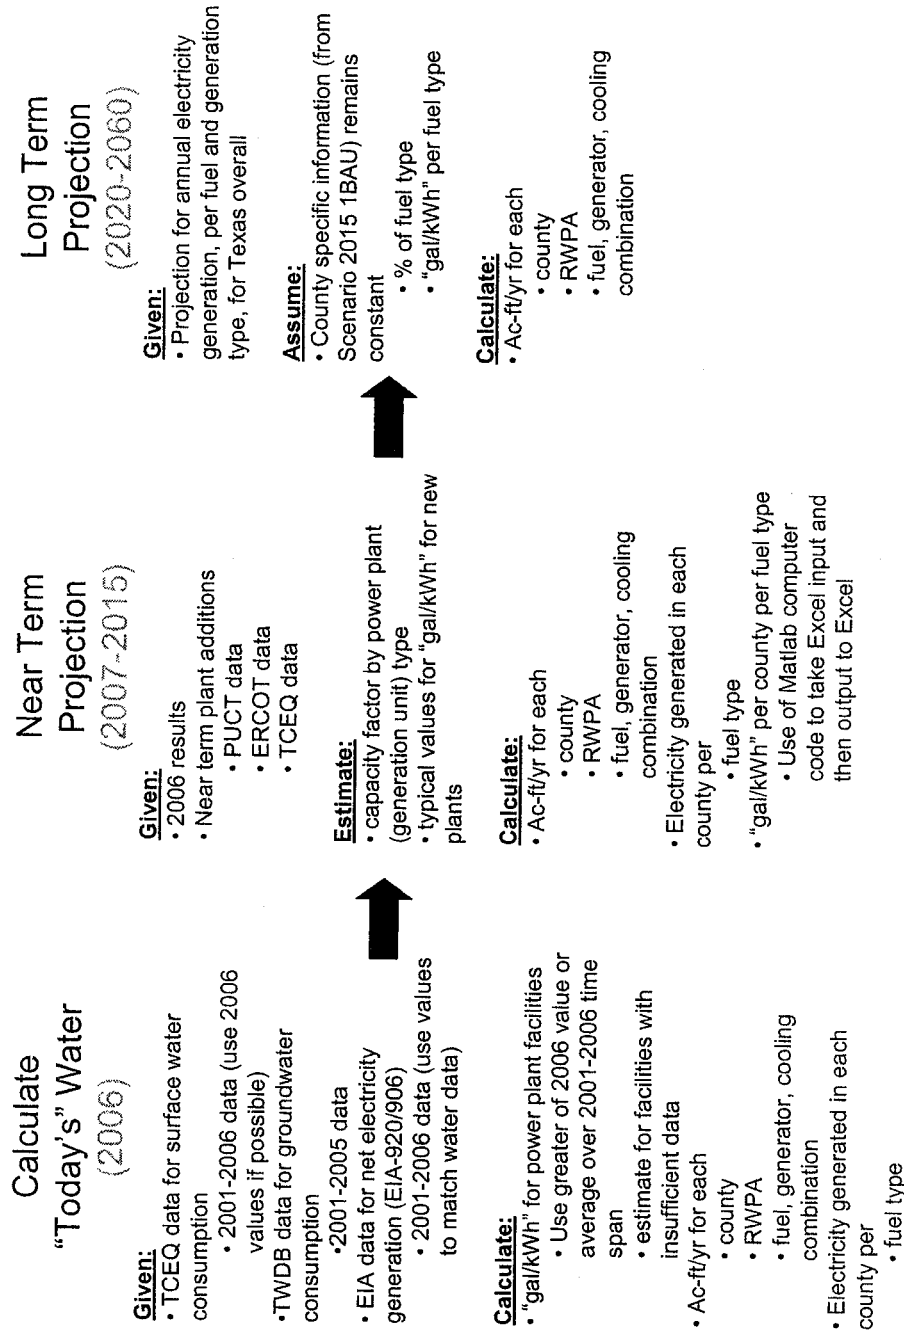 Calculate
"Today's" Water
(2006)
Given:
• TCEQ data for surface water
consumption
• 2001-2006 data (use 2006
values if possible)
•TWDB data for groundwater
consumption
•2001-2005 data
• EIA data for net electricity
generation (EIA-920/906)
• 2001-2006 data (use values
to match water data)
Calculate:
• "gal/kWh" for power plant facilities
• Use greater of 2006 value or
average over 2001-2006 time
span
• estimate for facilities with
insufficient data
• Ac-ft/yr for each
• county
• RWPA
• fuel, generator, cooling
combination
• Electricity generated in each
county per
• fuel type
Near Term
Projection
(2007-2015)
Given:
• 2006 results
• Near term plant additions
• PUCT data
• ERCOT data
• TCEQ data
Estimate:
• capacity factor by power plant
(generation unit) type
• typical values for "gal/kWh" for new
plants
Calculate:
• Ac-ft/yr for each
• county
• RWPA
• fuel, generator, cooling
combination
• Electricity generated in each
county per
• fuel type
• "gal/kWh" per county per fuel type
• Use of Matlab computer
code to take Excel input and
then output to Excel
Long Term
Projection
(2020-2060)
Given:
• Projection for annual electricity
generation, per fuel and generation
type, for Texas overall
Assume:
• County specific information (from
Scenario 2015 1BAU) remains
constant
• % of fuel type
• "gal/kWh" per fuel type
Calculate:
• Ac-ft/yr for each
• county
• RWPA
• fuel, generator, cooling
combination